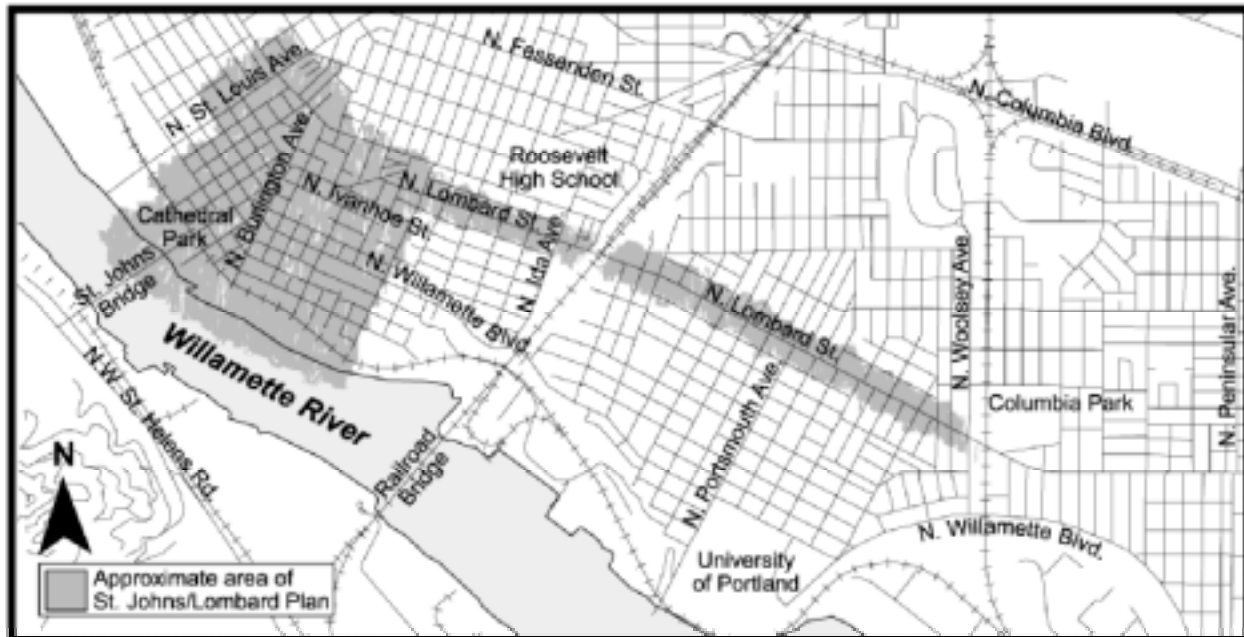 N. Fessenden St.
N. St. Louis Ave.
N. Columbia Blvd.
N. Burlington Ave.
Roosevelt
High School
N. Lombard St.
N. Ivanhoe St.
Cathedral
Park
St. Johns
Bridge
N. Willamette Blvd.
N. Ida Ave.
N. Lombard St.
N. Woolsey Ave.
N. Peninsular Ave.
Columbia Park
Willamette River
N.W. St. Helens Rd.
N. Portsmouth Ave.
Railroad
Bridge
N
N. Willamette Blvd.
University
of Portland
Approximate area of
St. Johns/Lombard Plan